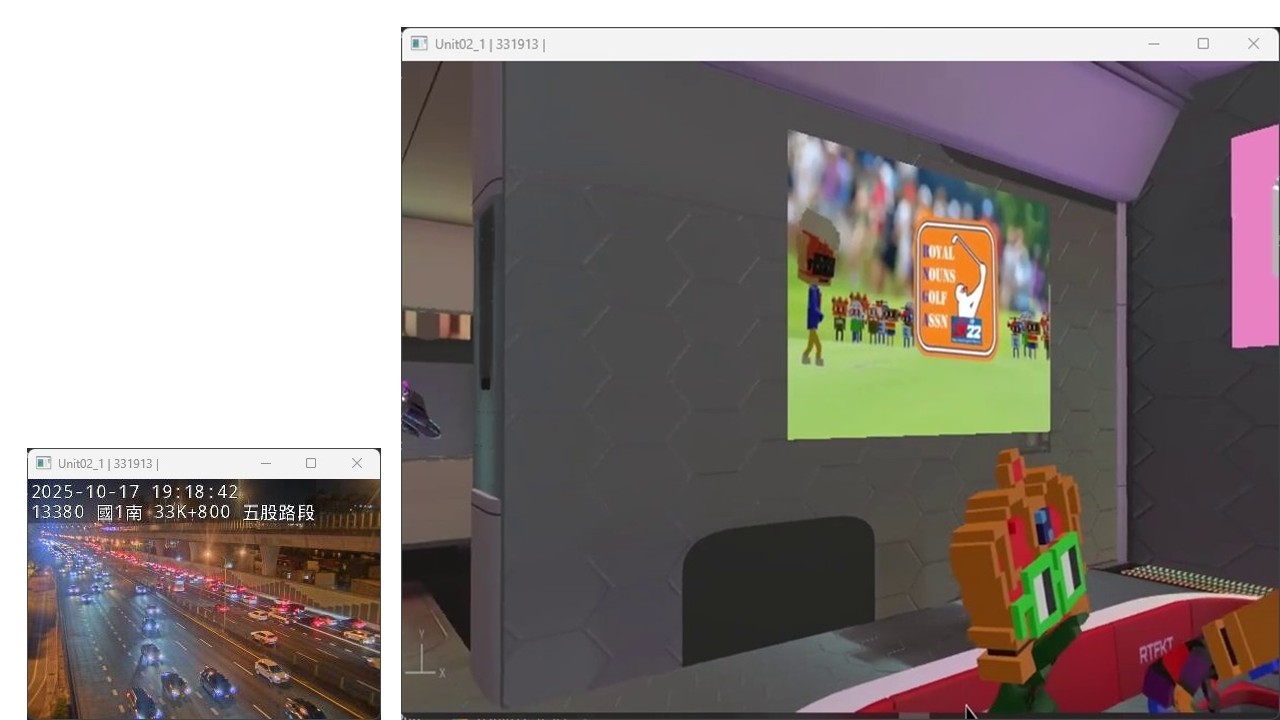 Unit02_1 | 331913 |
ROYAL
NOUNS
GOLF
ASSN
22
RTFKT
Y
X
Unit02_1 | 331913 |
2025-10-17 19:18:42
13380 國1南 33K+800 五股路段